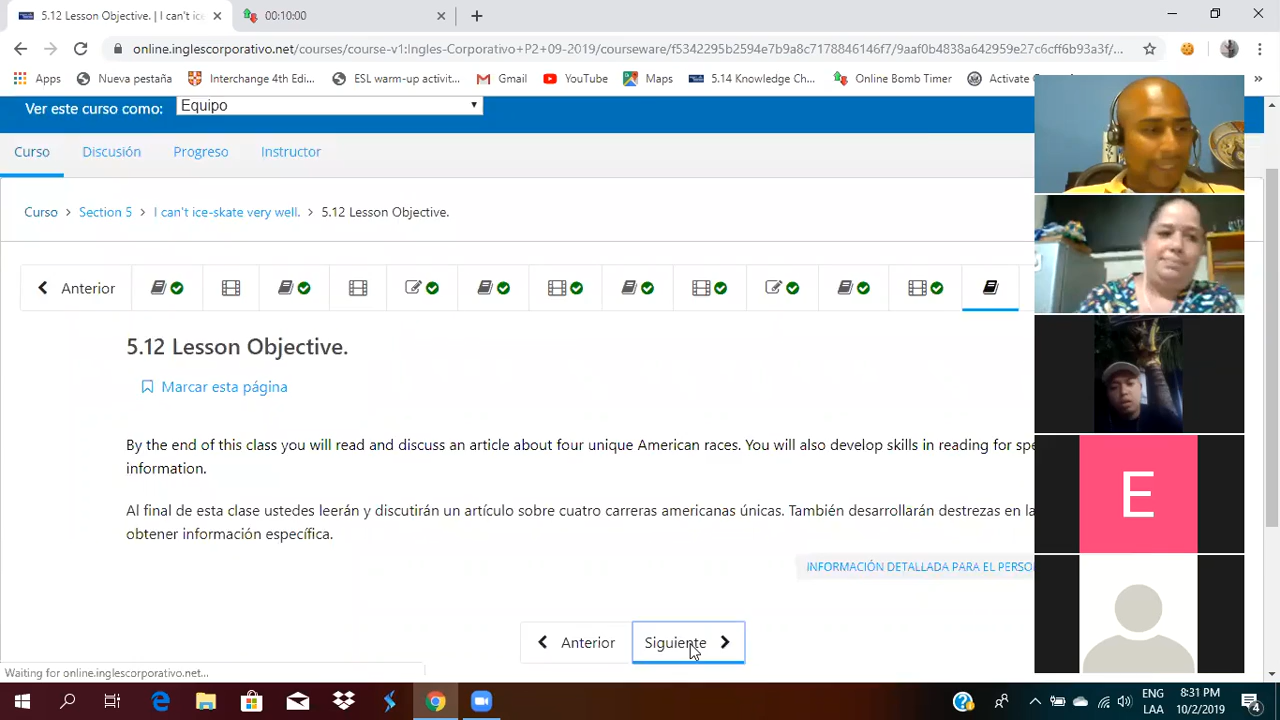 5.12 Lesson Objective. | I can't ice-
00:10:00
online.inglescorporativo.net/courses/course-v1:Ingles-Corporativo+P2+09-2019/courseware/f5342295b2594e7b9a8c7178846146f7/9aaf0b4838a642959e27c6cff6b93a3f/...
Apps Nueva pestaña Interchange 4th Edi... ESL warm-up activit... Gmail YouTube Maps 5.14 Knowledge Ch... Online Bomb Timer Activate »
Ver este curso como: Equipo
Curso Discusión Progreso Instructor
Curso > Section 5 > I can't ice-skate very well. > 5.12 Lesson Objective.
Anterior
5.12 Lesson Objective.
Marcar esta página
By the end of this class you will read and discuss an article about four unique American races. You will also develop skills in reading for spe
information.
Al final de esta clase ustedes leerán y discutirán un artículo sobre cuatro carreras americanas únicas. También desarrollarán destrezas en la
obtener información específica.
INFORMACIÓN DETALLADA PARA EL PERSO
Anterior Siguiente
Waiting for online.inglescorporativo.net...
E
ENG 8:31 PM
LAA 10/2/2019 4